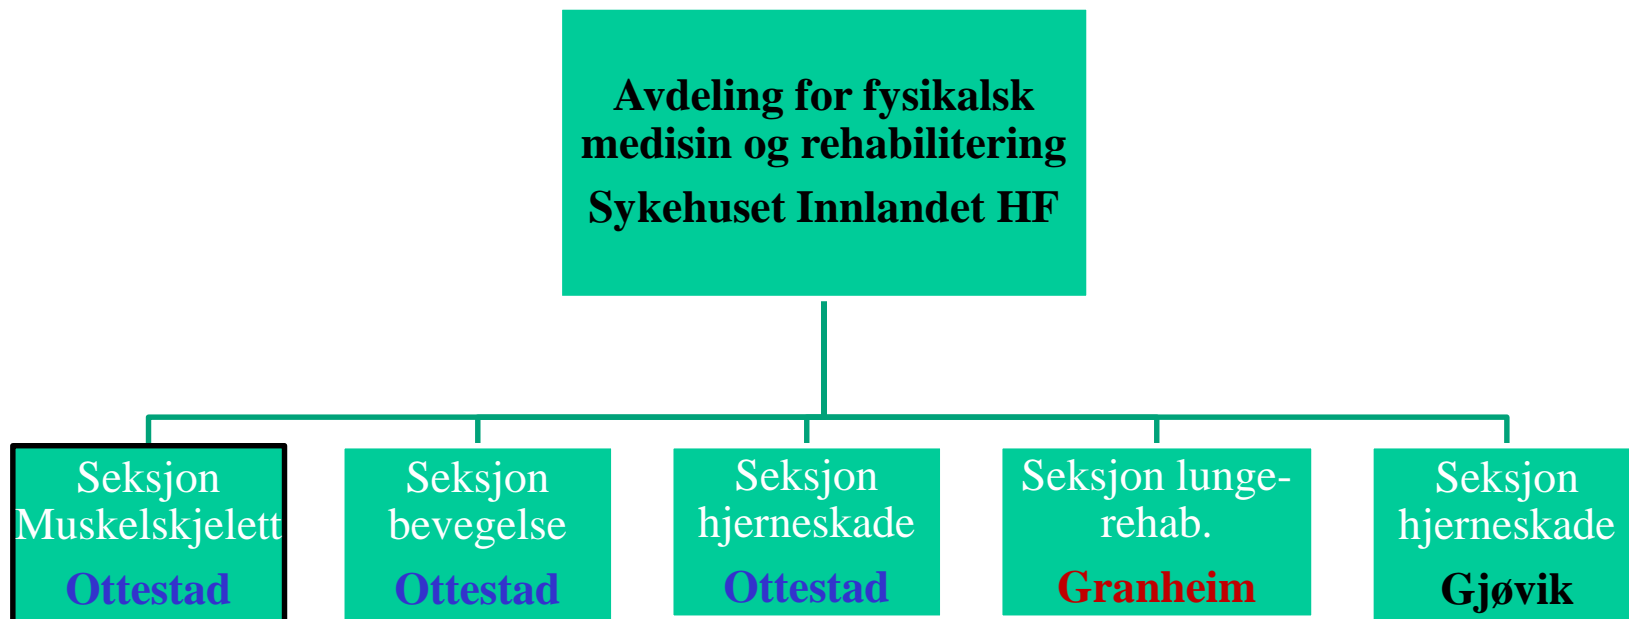 Avdeling for fysikalsk
medisin og rehabilitering
Sykehuset Innlandet HF
Seksjon
Muskelskjelett
Ottestad
Seksjon
bevegelse
Ottestad
Seksjon
hjerneskade
Ottestad
Seksjon lunge-
rehab.
Granheim
Seksjon
hjerneskade
Gjøvik